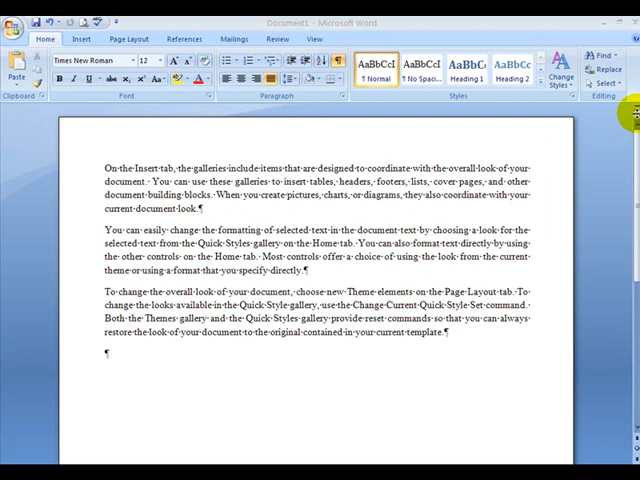 Document1 - Microsoft Word
Home Insert Page Layout References Mailings Review View
Times New Roman 12 AaBbCcI AaBbCcI AaBbC AaBbCc Find
Paste Replace
B I U abc x₂ x² Aa A ¶ Normal ¶ No Spaci... Heading 1 Heading 2 Change Styles Select
Clipboard Font Paragraph Styles Editing
On·the·Insert·tab,·the·galleries·include·items·that·are·designed·to·coordinate·with·the·overall·look·of·your·
document.··You·can·use·these·galleries·to·insert·tables,·headers,·footers,·lists,·cover·pages,·and·other·
document·building·blocks.··When·you·create·pictures,·charts,·or·diagrams,·they·also·coordinate·with·your·
current·document·look.¶
You·can·easily·change·the·formatting·of·selected·text·in·the·document·text·by·choosing·a·look·for·the·
selected·text·from·the·Quick·Styles·gallery·on·the·Home·tab.··You·can·also·format·text·directly·by·using·
the·other·controls·on·the·Home·tab.··Most·controls·offer·a·choice·of·using·the·look·from·the·current·
theme·or·using·a·format·that·you·specify·directly.¶
To·change·the·overall·look·of·your·document,·choose·new·Theme·elements·on·the·Page·Layout·tab.··To·
change·the·looks·available·in·the·Quick·Style·gallery,·use·the·Change·Current·Quick·Style·Set·command.··
Both·the·Themes·gallery·and·the·Quick·Styles·gallery·provide·reset·commands·so·that·you·can·always·
restore·the·look·of·your·document·to·the·original·contained·in·your·current·template.¶
¶